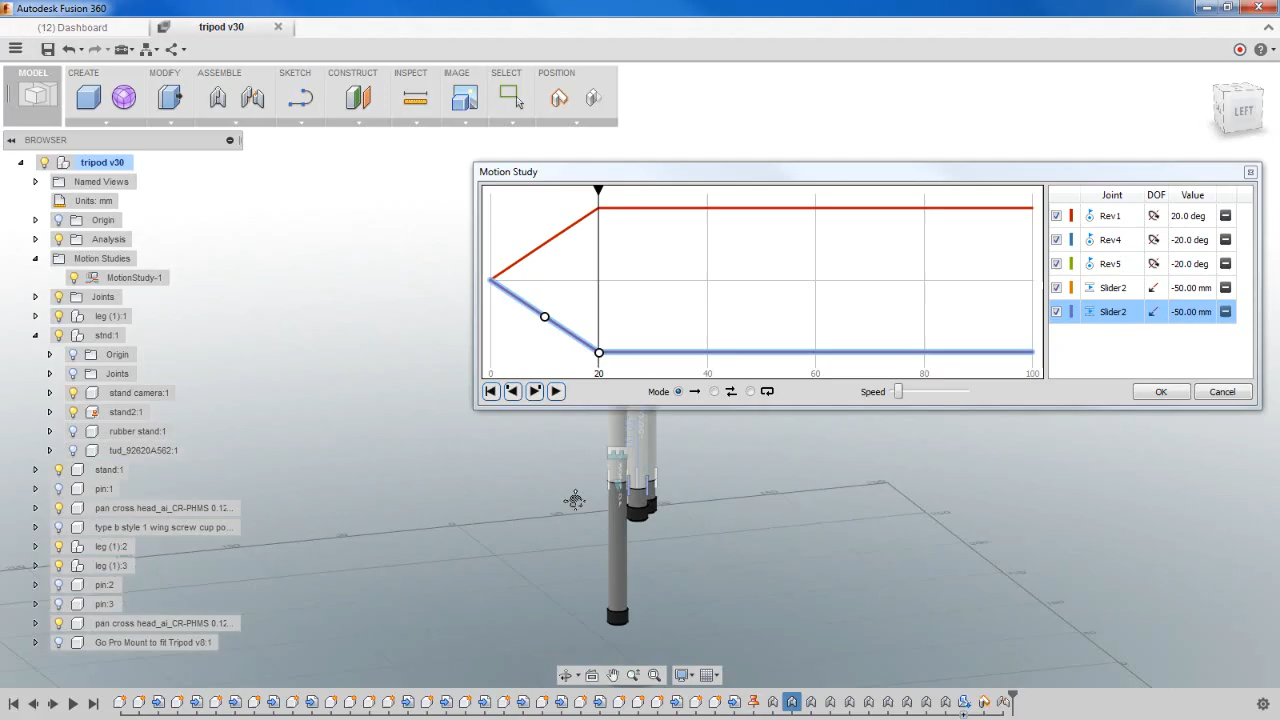 Autodesk Fusion 360
(12) Dashboard
tripod v30
MODEL
CREATE
MODIFY
ASSEMBLE
SKETCH
CONSTRUCT
INSPECT
IMAGE
SELECT
POSITION
LEFT
BROWSER
tripod v30
Named Views
Units: mm
Origin
Analysis
Motion Studies
MotionStudy-1
Joints
leg (1):1
stnd:1
Origin
Joints
stand camera:1
stand2:1
rubber stand:1
tud_92620A562:1
stand:1
pin:1
pan cross head_ai_CR-PHMS 0.12...
type b style 1 wing screw cup po...
leg (1):2
leg (1):3
pin:2
pin:3
pan cross head_ai_CR-PHMS 0.12...
Go Pro Mount to fit Tripod v8:1
Motion Study
Joint DOF Value
Rev1 20.0 deg
Rev4 -20.0 deg
Rev5 -20.0 deg
Slider2 -50.00 mm
Slider2 -50.00 mm
0 20 40 60 80 100
Mode
Speed
OK
Cancel